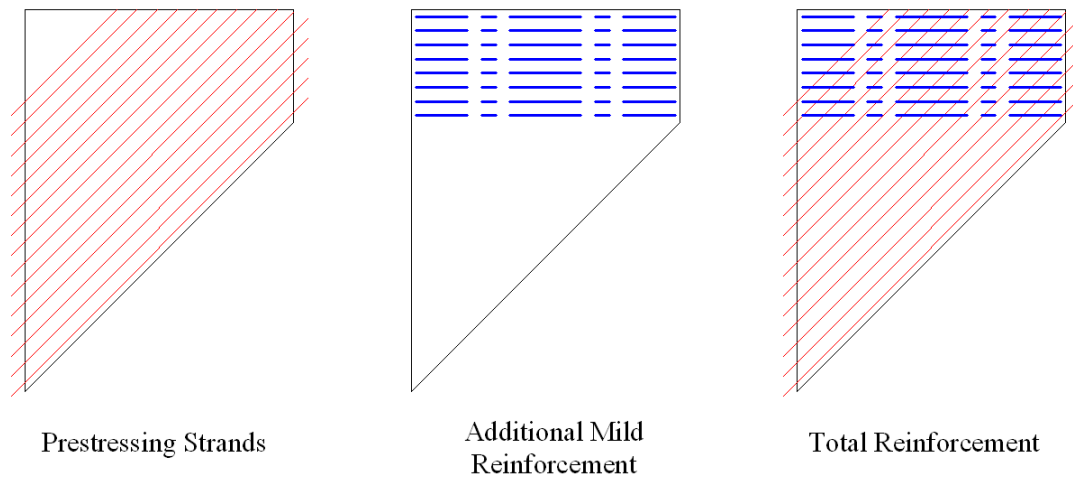 Prestressing Strands
Additional Mild
Reinforcement
Total Reinforcement